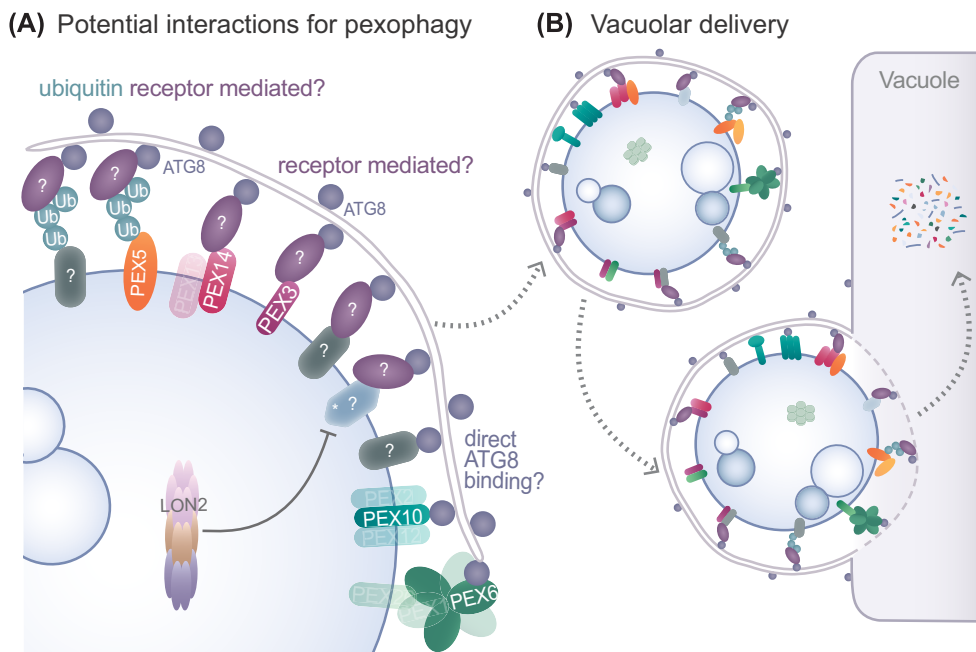 (A) Potential interactions for pexophagy
(B) Vacuolar delivery
ubiquitin receptor mediated?
Vacuole
ATG8
receptor mediated?
ATG8
?
?
Ub
Ub
Ub
Ub
Ub
Ub
?
PEX5
?
PEX14
?
PEX3
?
?
?
* ?
direct
ATG8
binding?
?
LON2
PEX2
PEX10
PEX12
PEX6